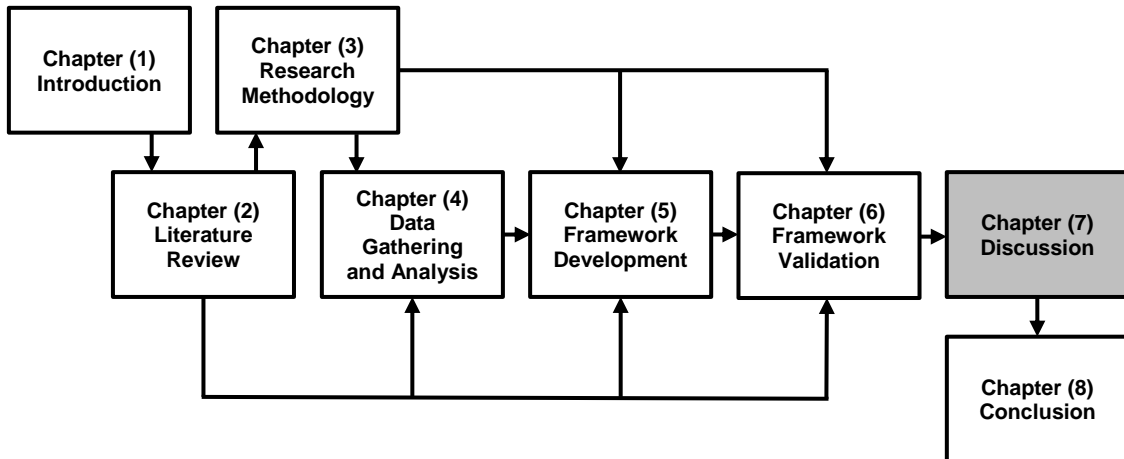 Chapter (1)
Introduction
Chapter (3)
Research
Methodology
Chapter (2)
Literature
Review
Chapter (4)
Data
Gathering
and Analysis
Chapter (5)
Framework
Development
Chapter (6)
Framework
Validation
Chapter (7)
Discussion
Chapter (8)
Conclusion